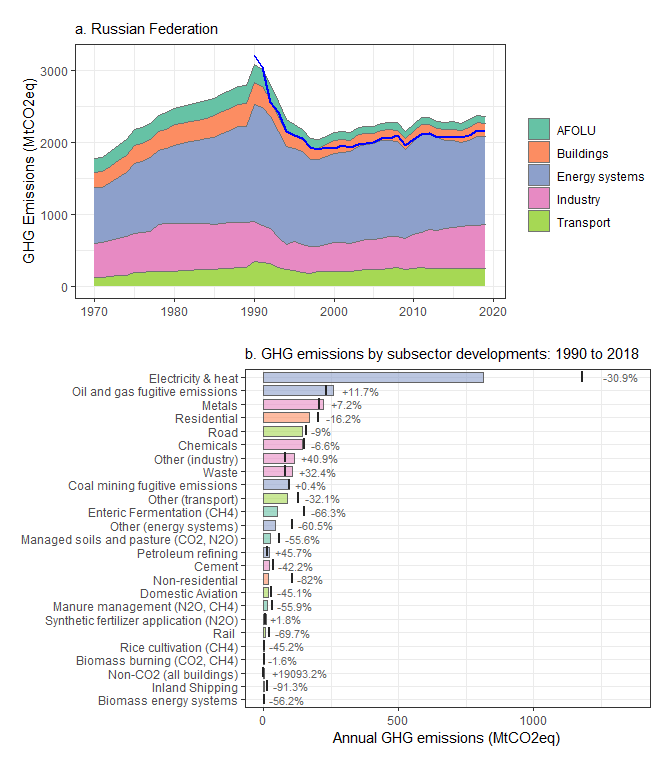 a. Russian Federation
GHG Emissions (MtCO2eq)
3000
2000
1000
0
1970 1980 1990 2000 2010 2020
AFOLU
Buildings
Energy systems
Industry
Transport
b. GHG emissions by subsector developments: 1990 to 2018
Electricity & heat -30.9%
Oil and gas fugitive emissions +11.7%
Metals +7.2%
Residential -16.2%
Road -9%
Chemicals -6.6%
Other (industry) +40.9%
Waste +32.4%
Coal mining fugitive emissions +0.4%
Other (transport) -32.1%
Enteric Fermentation (CH4) -66.3%
Other (energy systems) -60.5%
Managed soils and pasture (CO2, N2O) -55.6%
Petroleum refining +45.7%
Cement -42.2%
Non-residential -82%
Domestic Aviation -45.1%
Manure management (N2O, CH4) -55.9%
Synthetic fertilizer application (N2O) +1.8%
Rail -69.7%
Rice cultivation (CH4) -45.2%
Biomass burning (CO2, CH4) -1.6%
Non-CO2 (all buildings) +19093.2%
Inland Shipping -91.3%
Biomass energy systems -56.2%
0 500 1000
Annual GHG emissions (MtCO2eq)